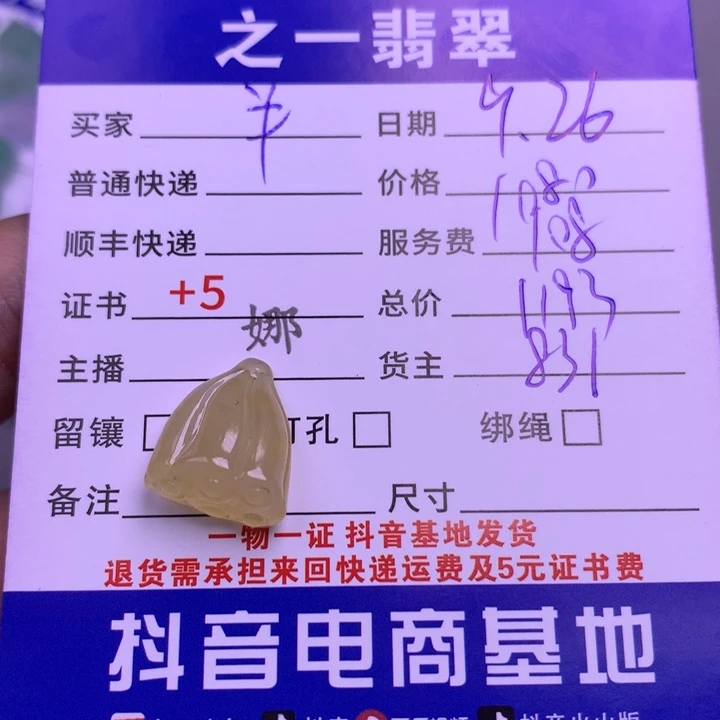 之一翡翠
买家 羊 日期 4.26
普通快递 价格 1080
顺丰快递 服务费 108
证书 +5 总价 1193
主播 娜 货主 831
留镶 打孔 绑绳
备注 尺寸
一物一证 抖音基地发货
退货需承担来回快递运费及5元证书费
抖音电商基地